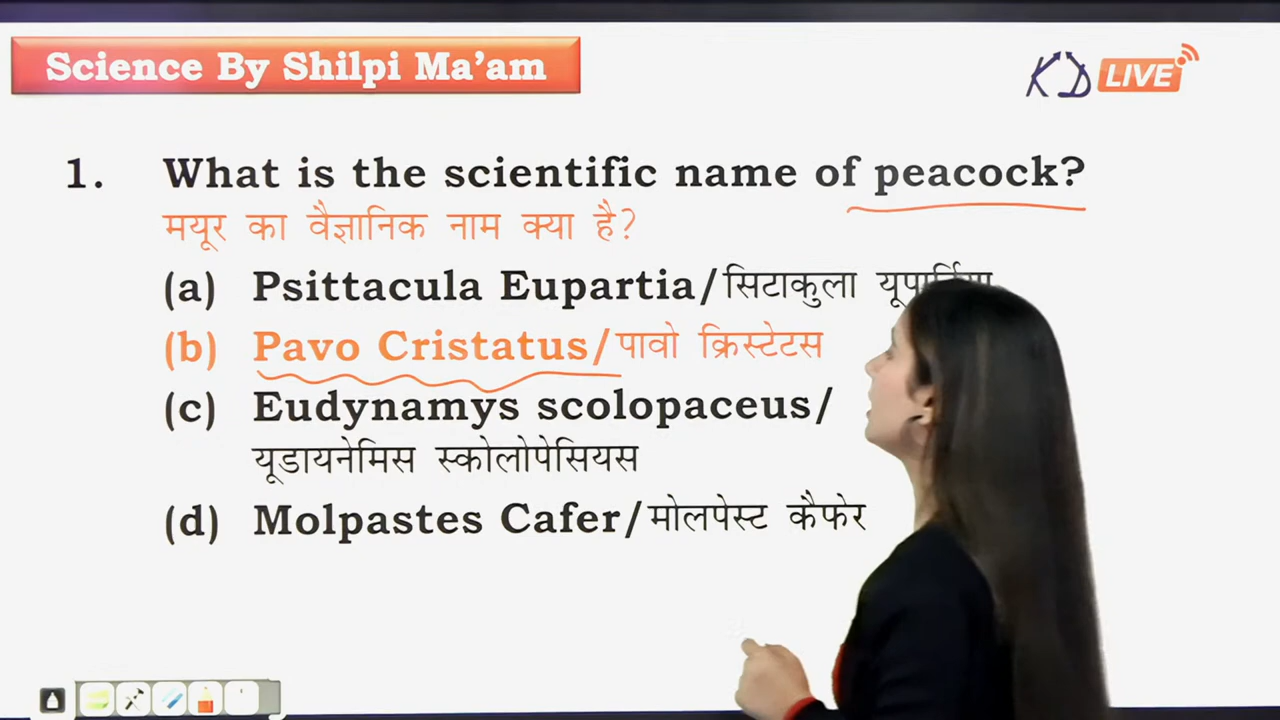 Science By Shilpi Ma'am
KD LIVE
1. What is the scientific name of peacock?
मयूर का वैज्ञानिक नाम क्या है?
(a) Psittacula Eupartia/सिटाकुला
(b) Pavo Cristatus/पावो क्रिस्टेटस
(c) Eudynamys scolopaceus/
यूडायनेमिस स्कोलोपेसियस
(d) Molpastes Cafer/मोलपेस्ट कैफेर